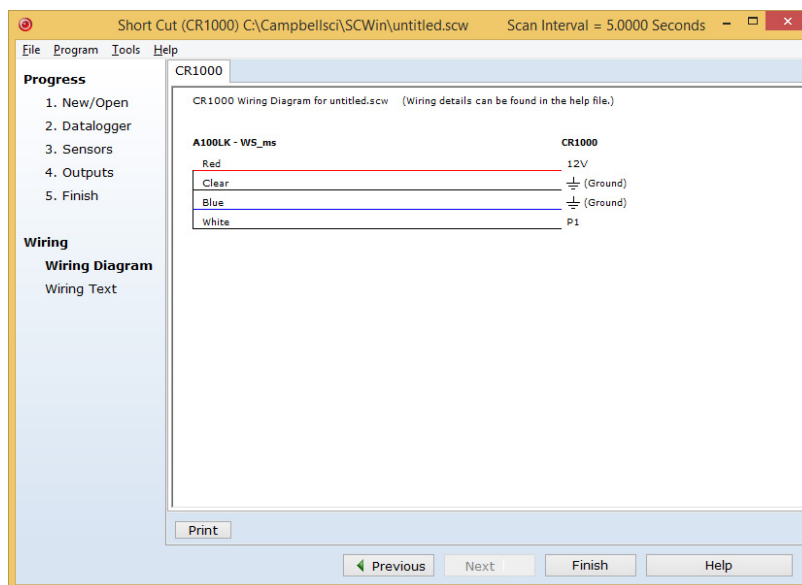 Short Cut (CR1000) C:\Campbellsci\SCWin\untitled.scw Scan Interval = 5.0000 Seconds
File Program Tools Help
Progress
1. New/Open
2. Datalogger
3. Sensors
4. Outputs
5. Finish
Wiring
Wiring Diagram
Wiring Text
CR1000
CR1000 Wiring Diagram for untitled.scw (Wiring details can be found in the help file.)
A100LK - WS_ms CR1000
Red 12V
Clear (Ground)
Blue (Ground)
White P1
Print
Previous Next Finish Help